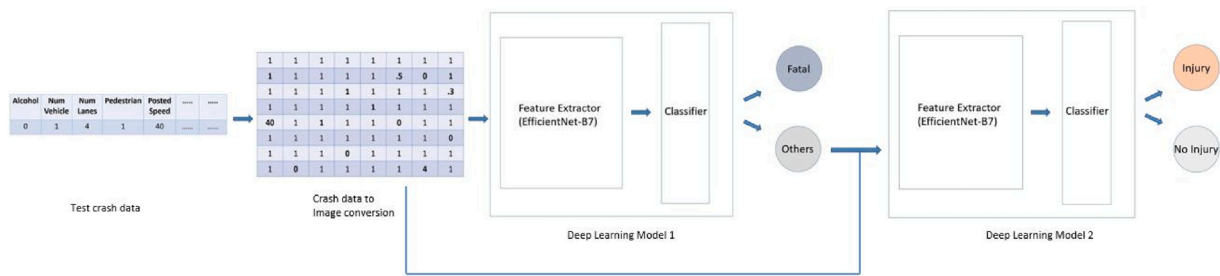 Alcohol Num Vehicle Num Lanes Pedestrian Posted Speed ..... .....
0 1 4 1 40 ...... ......
Test crash data
1 1 1 1 1 1 1 1
1 1 1 1 1 .5 0 1
1 1 1 1 1 1 1 .3
1 1 1 1 1 1 1 1
40 1 1 1 1 0 1 1
1 1 1 1 1 1 1 0
1 1 1 0 1 1 1 1
1 0 1 1 1 1 4 1
Crash data to
Image conversion
Feature Extractor
(EfficientNet-B7)
Classifier
Deep Learning Model 1
Fatal
Others
Feature Extractor
(EfficientNet-B7)
Classifier
Deep Learning Model 2
Injury
No Injury